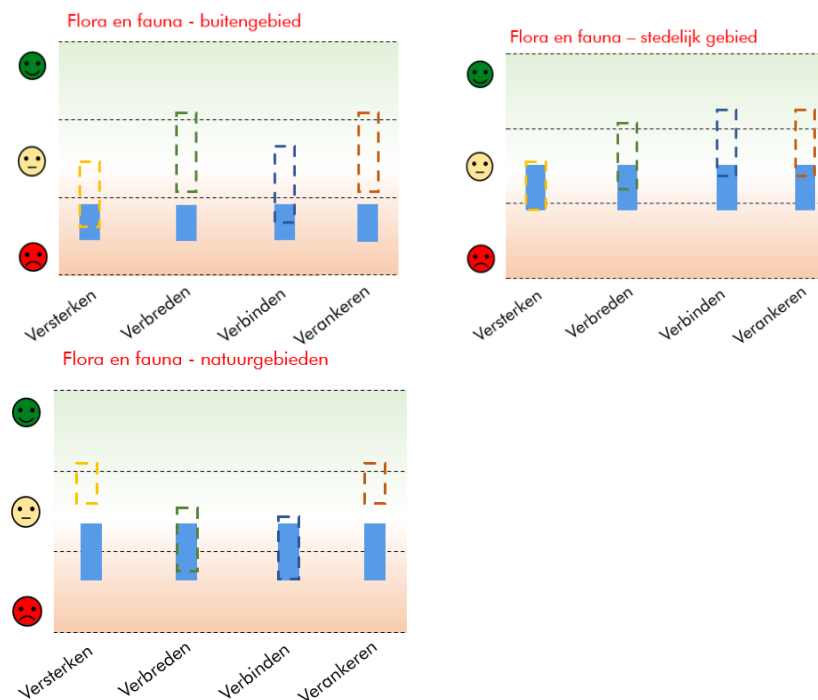 Flora en fauna - buitengebied
Versterken
Verbreden
Verbinden
Verankeren
Flora en fauna – stedelijk gebied
Versterken
Verbreden
Verbinden
Verankeren
Flora en fauna - natuurgebieden
Versterken
Verbreden
Verbinden
Verankeren